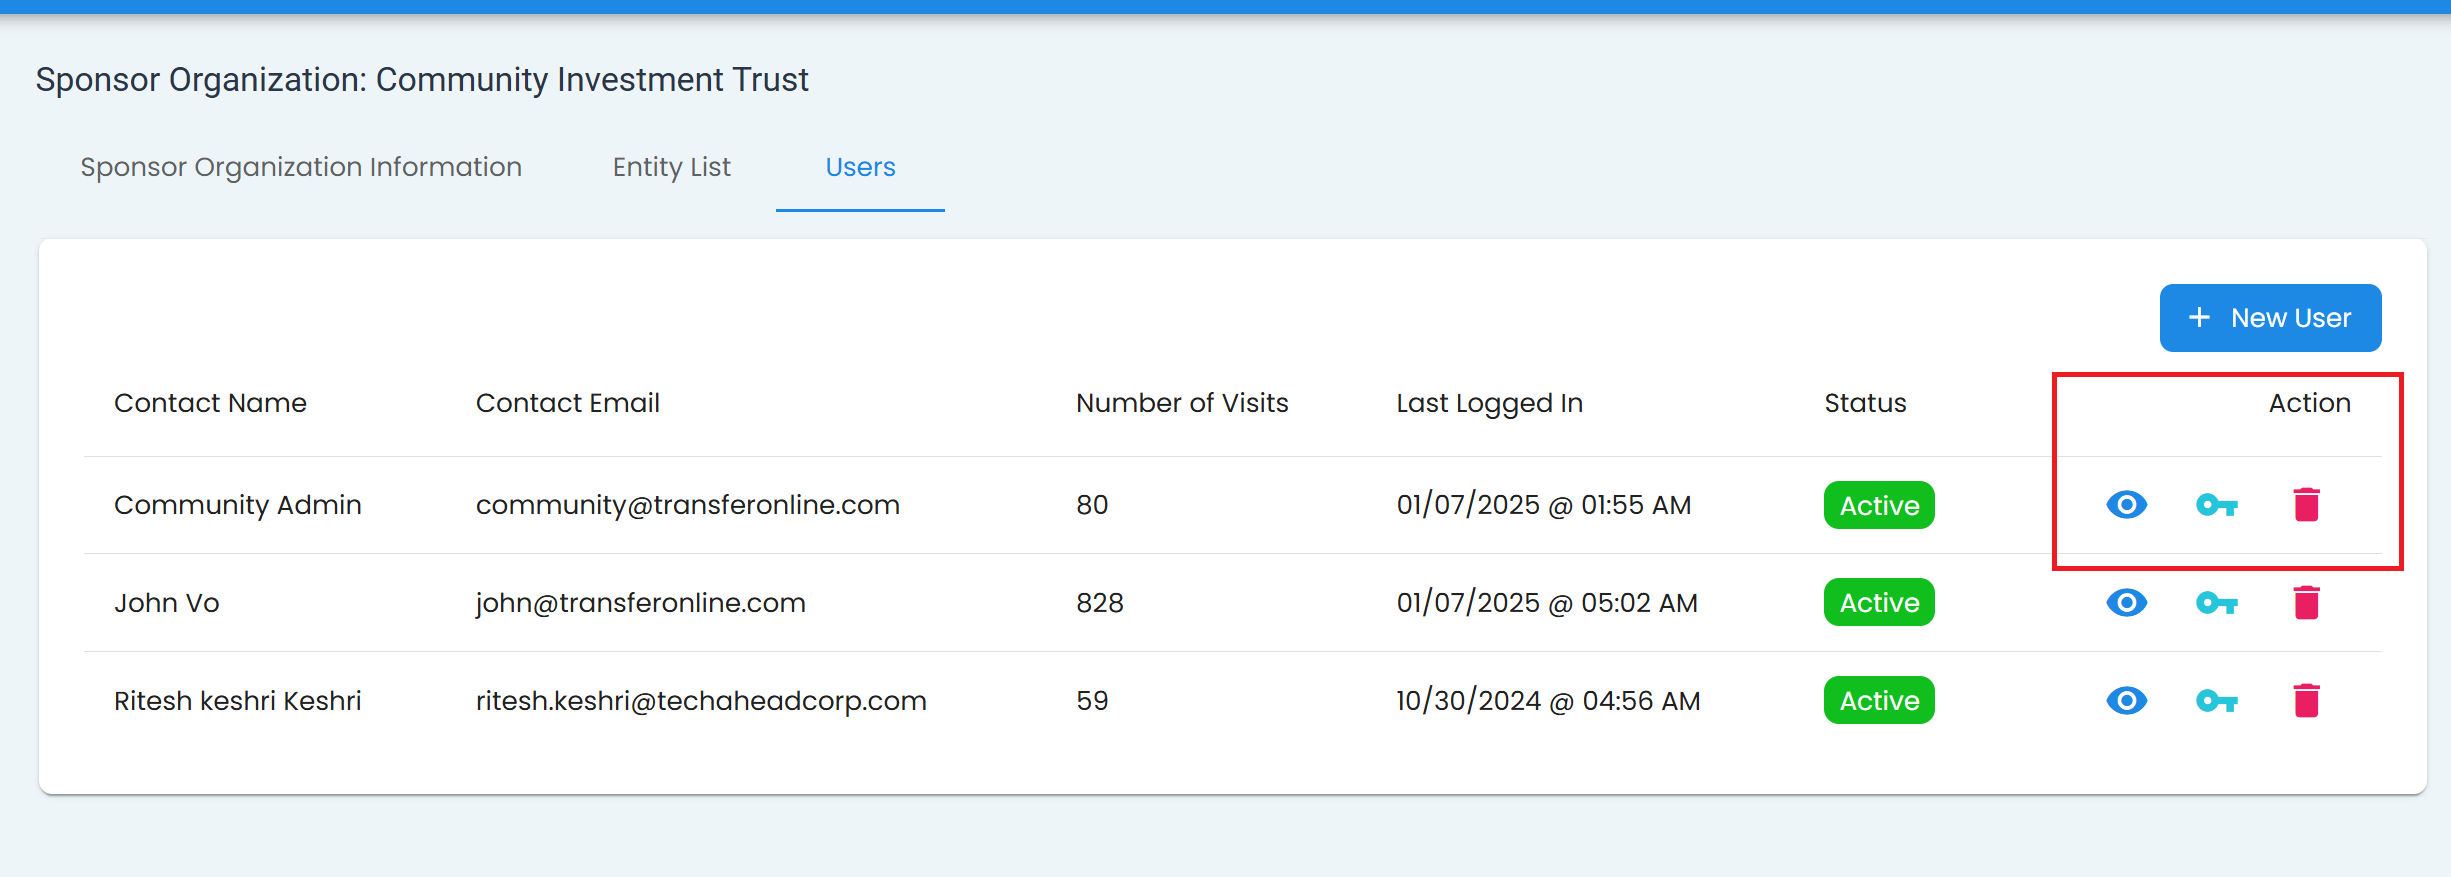 Sponsor Organization: Community Investment Trust
Sponsor Organization Information Entity List Users
+ New User
Contact Name Contact Email Number of Visits Last Logged In Status Action
Community Admin community@transferonline.com 80 01/07/2025 @ 01:55 AM Active
John Vo john@transferonline.com 828 01/07/2025 @ 05:02 AM Active
Ritesh keshri Keshri ritesh.keshri@techaheadcorp.com 59 10/30/2024 @ 04:56 AM Active